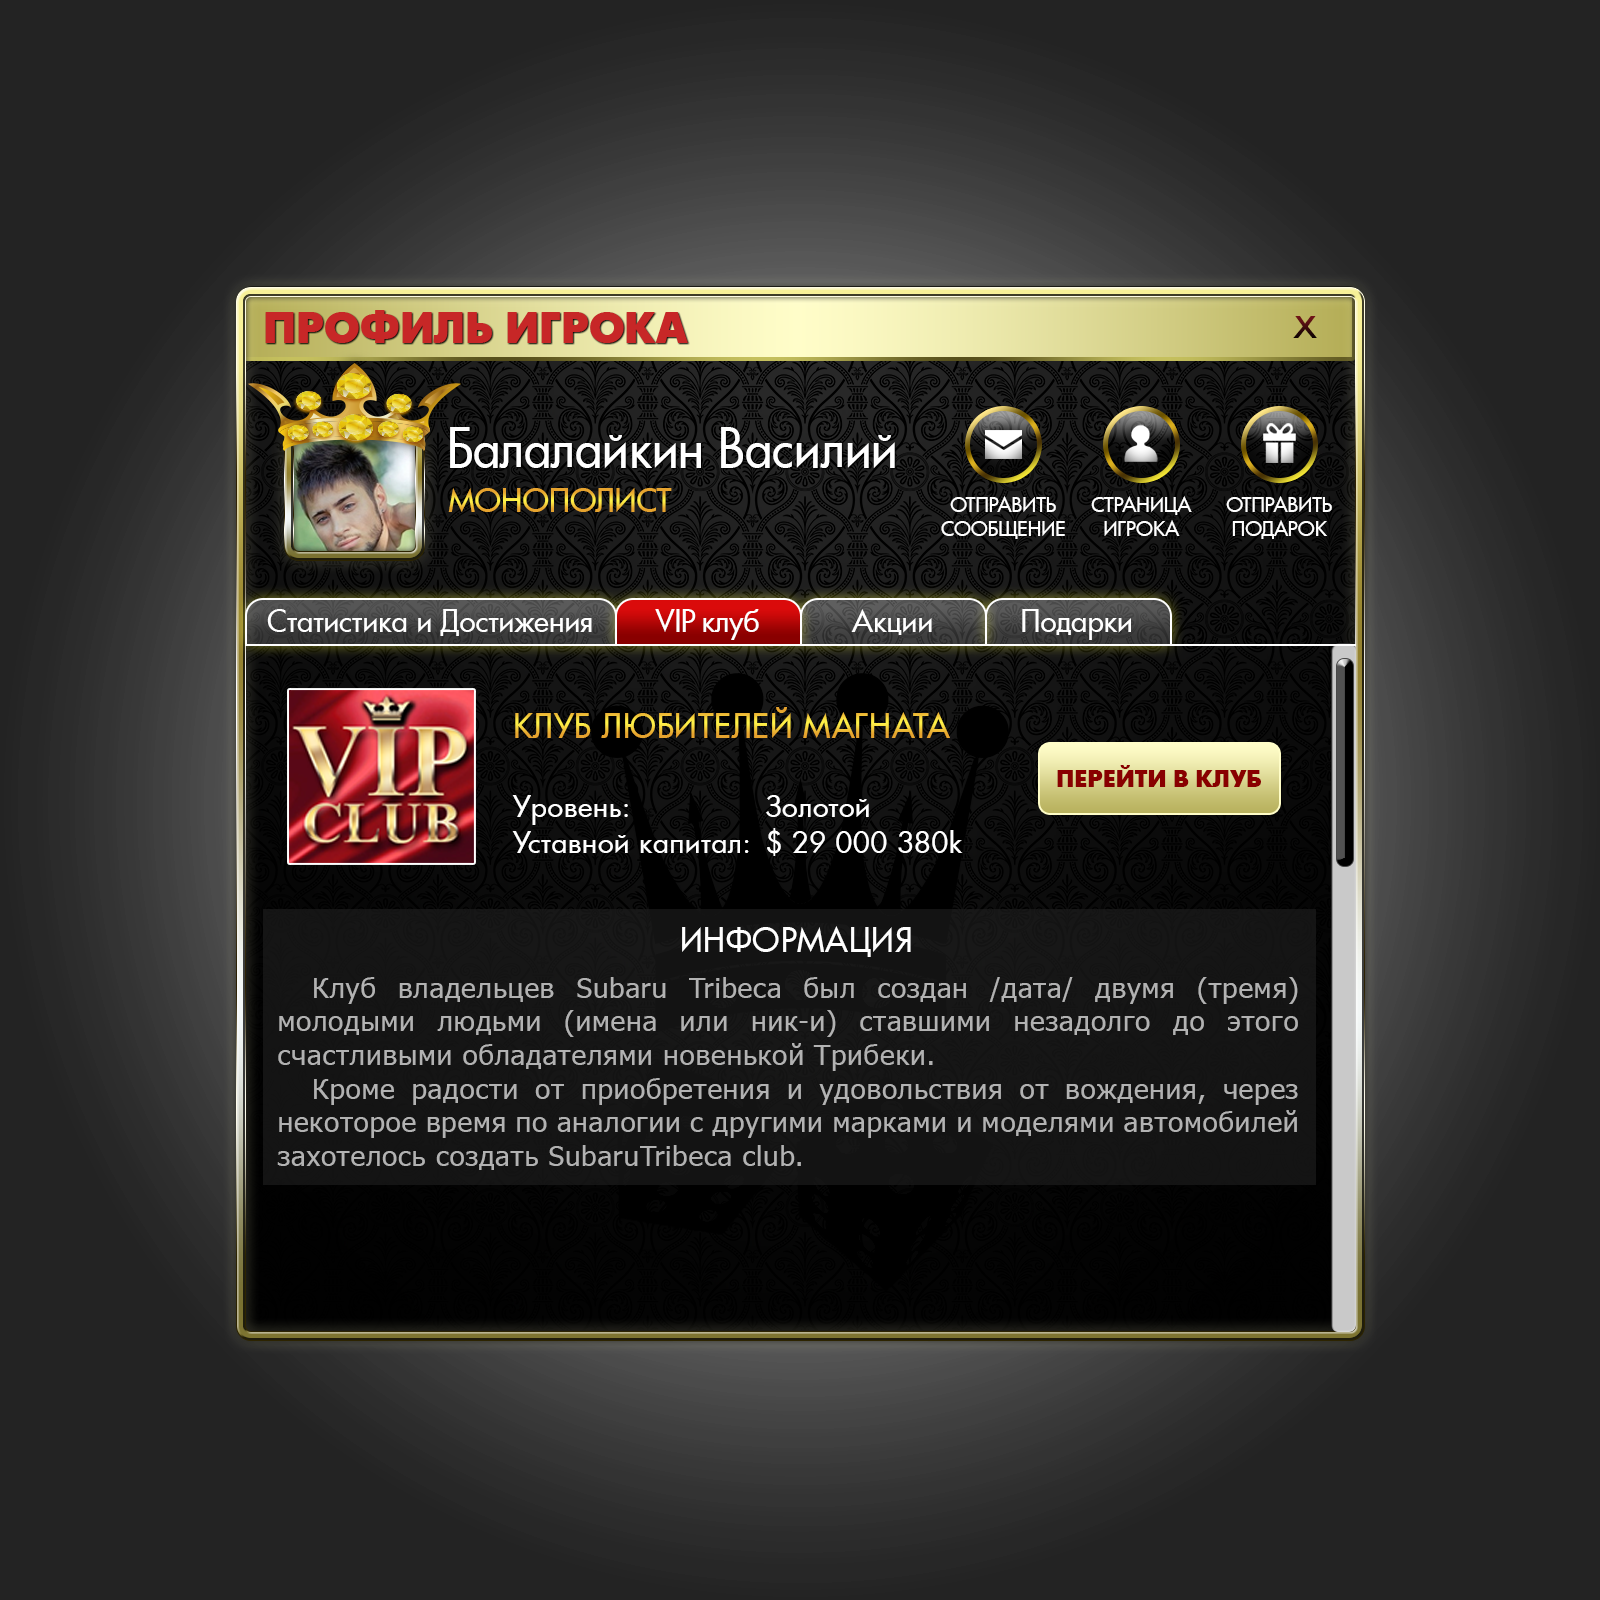 ПРОФИЛЬ ИГРОКА
X
Балалайкин Василий
МОНОПОЛИСТ
ОТПРАВИТЬ
СООБЩЕНИЕ
СТРАНИЦА
ИГРОКА
ОТПРАВИТЬ
ПОДАРОК
Статистика и Достижения
VIP клуб
Акции
Подарки
VIP
CLUB
КЛУБ ЛЮБИТЕЛЕЙ МАГНАТА
Уровень: Золотой
Уставной капитал: $ 29 000 380k
ПЕРЕЙТИ В КЛУБ
ИНФОРМАЦИЯ
Клуб владельцев Subaru Tribeca был создан /дата/ двумя (тремя)
молодыми людьми (имена или ник-и) ставшими незадолго до этого
счастливыми обладателями новенькой Трибеки.
Кроме радости от приобретения и удовольствия от вождения, через
некоторое время по аналогии с другими марками и моделями автомобилей
захотелось создать SubaruTribeca club.